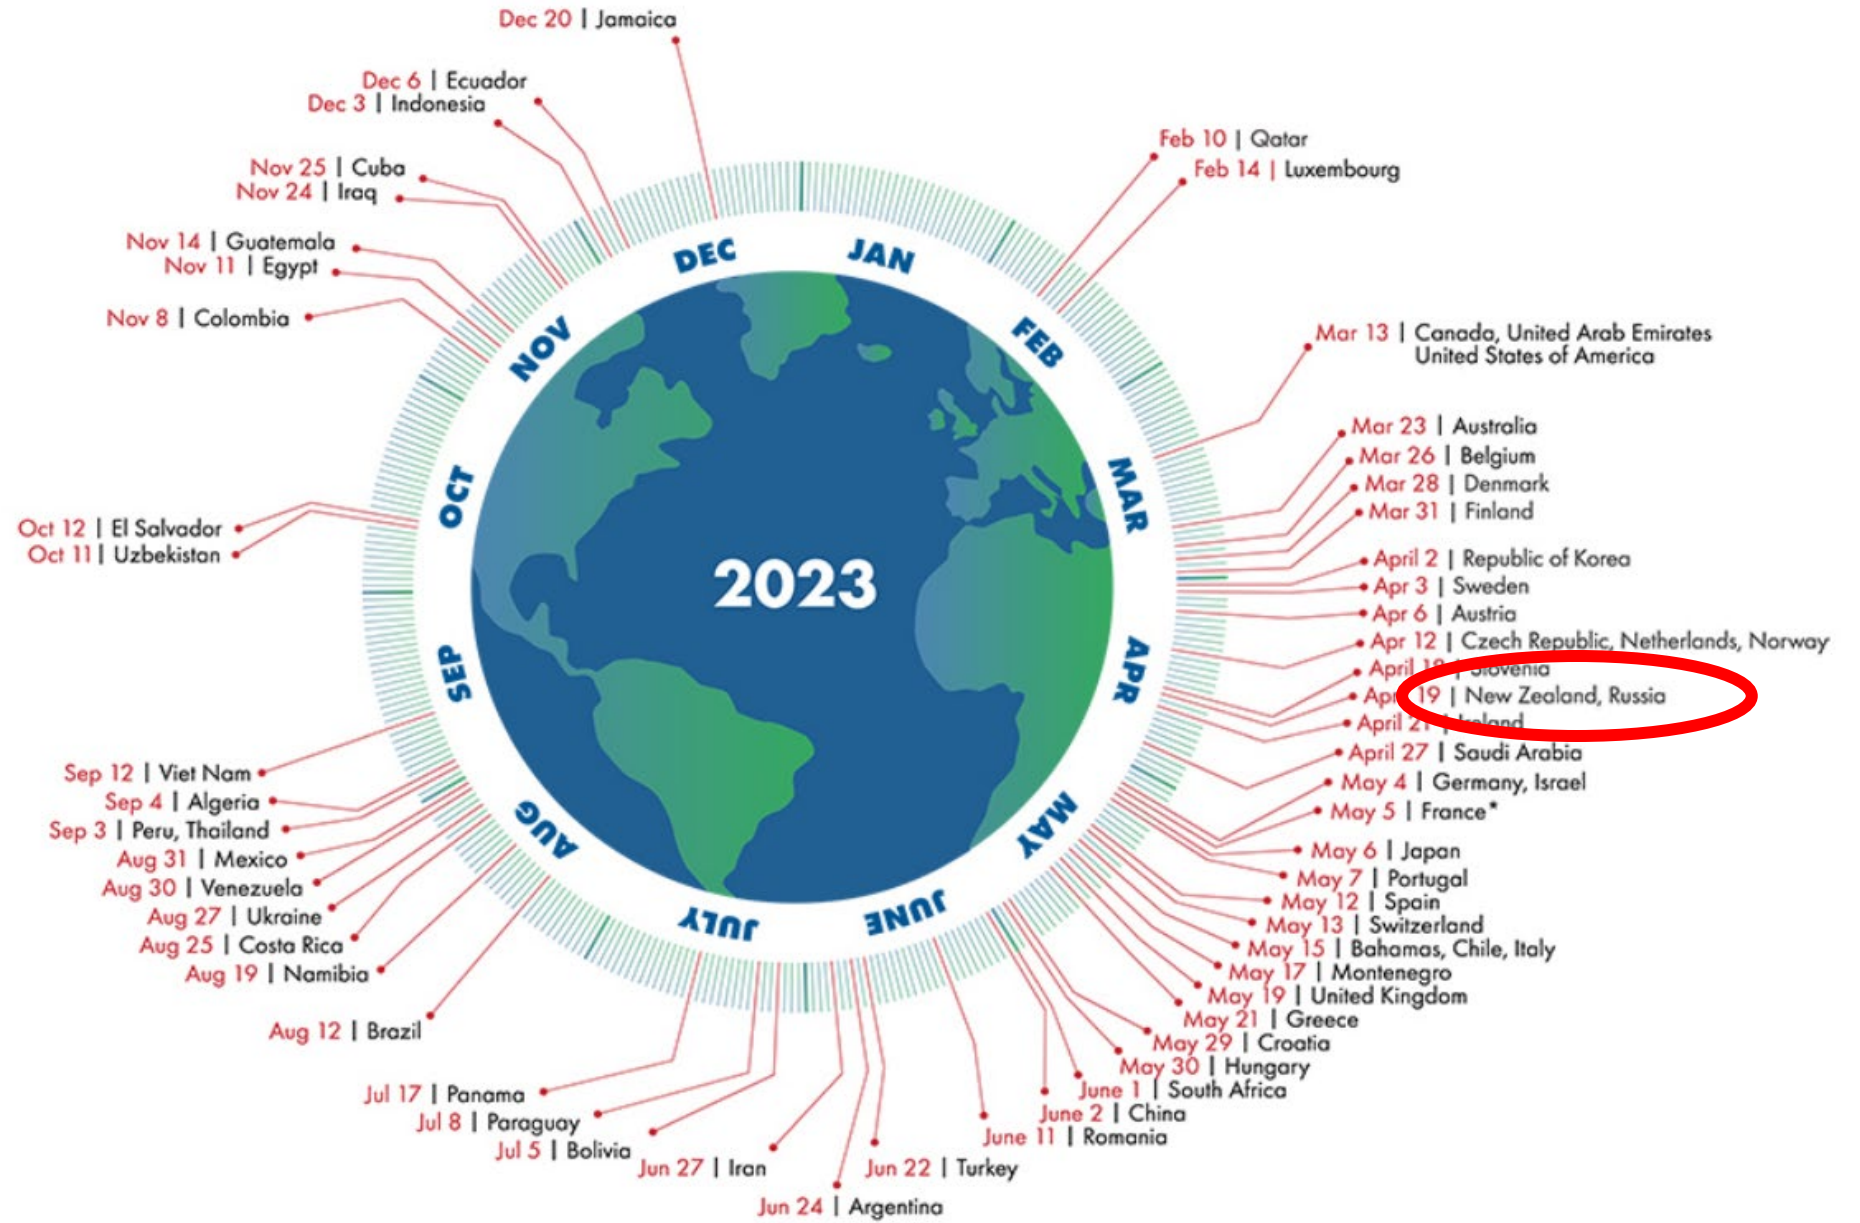 Dec 20 | Jamaica
Dec 6 | Ecuador
Dec 3 | Indonesia
Nov 25 | Cuba
Nov 24 | Iraq
Nov 14 | Guatemala
Nov 11 | Egypt
Nov 8 | Colombia
Oct 12 | El Salvador
Oct 11 | Uzbekistan
Sep 12 | Viet Nam
Sep 4 | Algeria
Sep 3 | Peru, Thailand
Aug 31 | Mexico
Aug 30 | Venezuela
Aug 27 | Ukraine
Aug 25 | Costa Rica
Aug 19 | Namibia
Aug 12 | Brazil
Jul 17 | Panama
Jul 8 | Paraguay
Jul 5 | Bolivia
Jun 27 | Iran
Jun 24 | Argentina
Jun 22 | Turkey
Feb 10 | Qatar
Feb 14 | Luxembourg
Mar 13 | Canada, United Arab Emirates
United States of America
Mar 23 | Australia
Mar 26 | Belgium
Mar 28 | Denmark
Mar 31 | Finland
April 2 | Republic of Korea
Apr 3 | Sweden
Apr 6 | Austria
Apr 12 | Czech Republic, Netherlands, Norway
April | Slovenia
Apr 19 | New Zealand, Russia
April 21 | Ireland
April 27 | Saudi Arabia
May 4 | Germany, Israel
May 5 | France*
May 6 | Japan
May 7 | Portugal
May 12 | Spain
May 13 | Switzerland
May 15 | Bahamas, Chile, Italy
May 17 | Montenegro
May 19 | United Kingdom
May 21 | Greece
May 29 | Croatia
May 30 | Hungary
June 1 | South Africa
June 2 | China
June 11 | Romania
JAN
FEB
MAR
APR
MAY
JUNE
JULY
AUG
SEP
OCT
NOV
DEC
2023